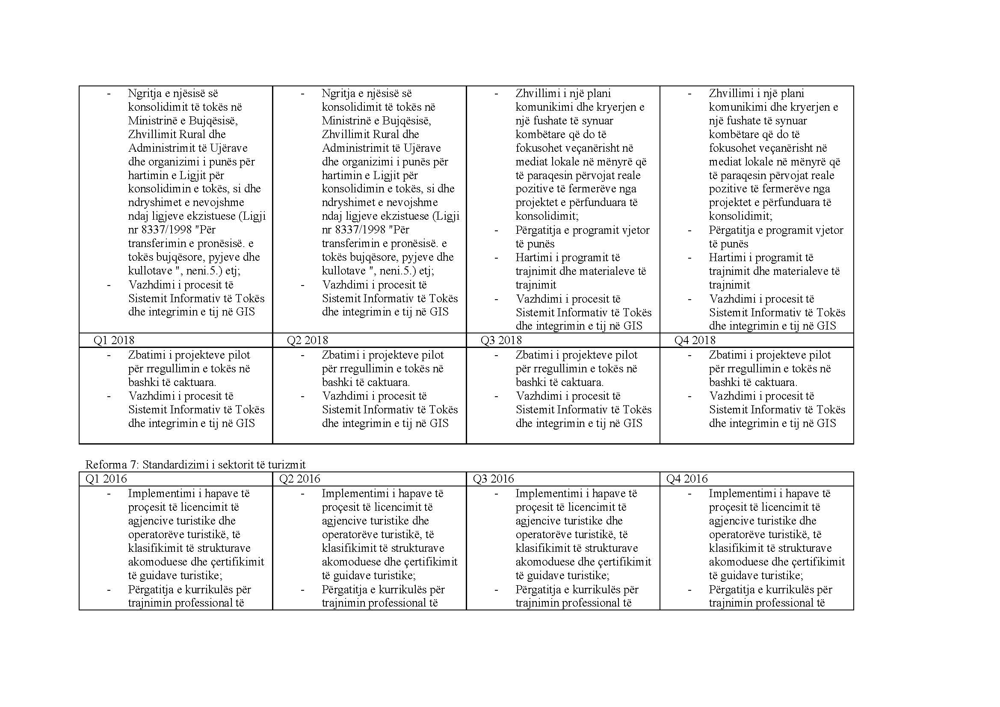 - Ngritja e njësisë së
konsolidimit të tokës në
Ministrinë e Bujqësisë,
Zhvillimit Rural dhe
Administrimit të Ujërave
dhe organizimi i punës për
hartimin e Ligjit për
konsolidimin e tokës, si dhe
ndryshimet e nevojshme
ndaj ligjeve ekzistuese (Ligji
nr 8337/1998 "Për
transferimin e pronësisë. e
tokës bujqësore, pyjeve dhe
kullotave ", neni.5.) etj;
- Vazhdimi i procesit të
Sistemit Informativ të Tokës
dhe integrimin e tij në GIS
- Ngritja e njësisë së
konsolidimit të tokës në
Ministrinë e Bujqësisë,
Zhvillimit Rural dhe
Administrimit të Ujërave
dhe organizimi i punës për
hartimin e Ligjit për
konsolidimin e tokës, si dhe
ndryshimet e nevojshme
ndaj ligjeve ekzistuese (Ligji
nr 8337/1998 "Për
transferimin e pronësisë. e
tokës bujqësore, pyjeve dhe
kullotave ", neni.5.) etj;
- Vazhdimi i procesit të
Sistemit Informativ të Tokës
dhe integrimin e tij në GIS
- Zhvillimi i një plani
komunikimi dhe kryerjen e
një fushate të synuar
kombëtare që do të
fokusohet veçanërisht në
mediat lokale në mënyrë që
të paraqesin përvojat reale
pozitive të fermerëve nga
projektet e përfunduara të
konsolidimit;
- Përgatitja e programit vjetor
të punës
- Hartimi i programit të
trajnimit dhe materialeve të
trajnimit
- Vazhdimi i procesit të
Sistemit Informativ të Tokës
dhe integrimin e tij në GIS
- Zhvillimi i një plani
komunikimi dhe kryerjen e
një fushate të synuar
kombëtare që do të
fokusohet veçanërisht në
mediat lokale në mënyrë që
të paraqesin përvojat reale
pozitive të fermerëve nga
projektet e përfunduara të
konsolidimit;
- Përgatitja e programit vjetor
të punës
- Hartimi i programit të
trajnimit dhe materialeve të
trajnimit
- Vazhdimi i procesit të
Sistemit Informativ të Tokës
dhe integrimin e tij në GIS
Q1 2018
Q2 2018
Q3 2018
Q4 2018
- Zbatimi i projekteve pilot
për rregullimin e tokës në
bashki të caktuara.
- Vazhdimi i procesit të
Sistemit Informativ të Tokës
dhe integrimin e tij në GIS
- Zbatimi i projekteve pilot
për rregullimin e tokës në
bashki të caktuara.
- Vazhdimi i procesit të
Sistemit Informativ të Tokës
dhe integrimin e tij në GIS
- Zbatimi i projekteve pilot
për rregullimin e tokës në
bashki të caktuara.
- Vazhdimi i procesit të
Sistemit Informativ të Tokës
dhe integrimin e tij në GIS
- Zbatimi i projekteve pilot
për rregullimin e tokës në
bashki të caktuara.
- Vazhdimi i procesit të
Sistemit Informativ të Tokës
dhe integrimin e tij në GIS
Reforma 7: Standardizimi i sektorit të turizmit
Q1 2016
Q2 2016
Q3 2016
Q4 2016
- Implementimi i hapave të
proçesit të licencimit të
agjencive turistike dhe
operatorëve turistikë, të
klasifikimit të strukturave
akomoduese dhe çertifikimit
të guidave turistike;
- Përgatitja e kurrikulës për
trajnimin professional të
- Implementimi i hapave të
proçesit të licencimit të
agjencive turistike dhe
operatorëve turistikë, të
klasifikimit të strukturave
akomoduese dhe çertifikimit
të guidave turistike;
- Përgatitja e kurrikulës për
trajnimin professional të
- Implementimi i hapave të
proçesit të licencimit të
agjencive turistike dhe
operatorëve turistikë, të
klasifikimit të strukturave
akomoduese dhe çertifikimit
të guidave turistike;
- Përgatitja e kurrikulës për
trajnimin professional të
- Implementimi i hapave të
proçesit të licencimit të
agjencive turistike dhe
operatorëve turistikë, të
klasifikimit të strukturave
akomoduese dhe çertifikimit
të guidave turistike;
- Përgatitja e kurrikulës për
trajnimin professional të